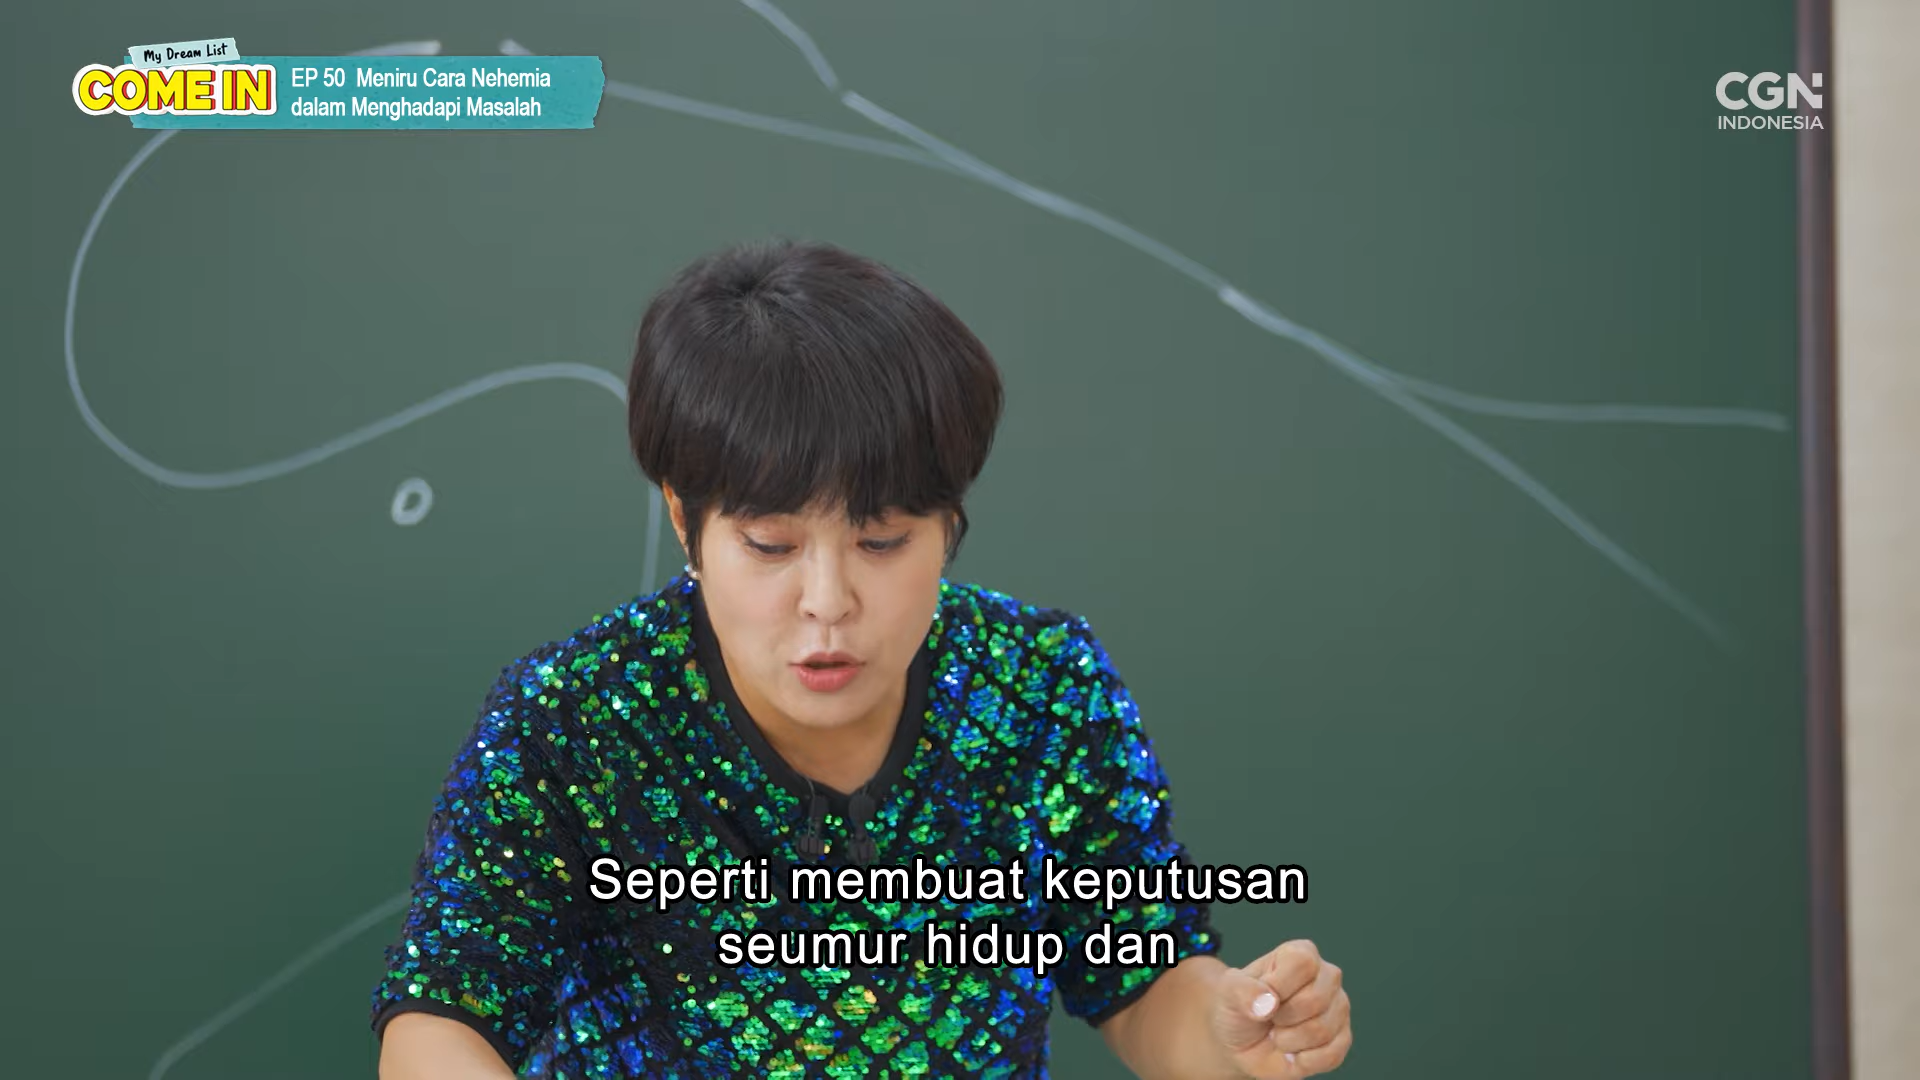 My Dream List
COME IN
EP 50 Meniru Cara Nehemia
dalam Menghadapi Masalah
CGN
INDONESIA
Seperti membuat keputusan
seumur hidup dan